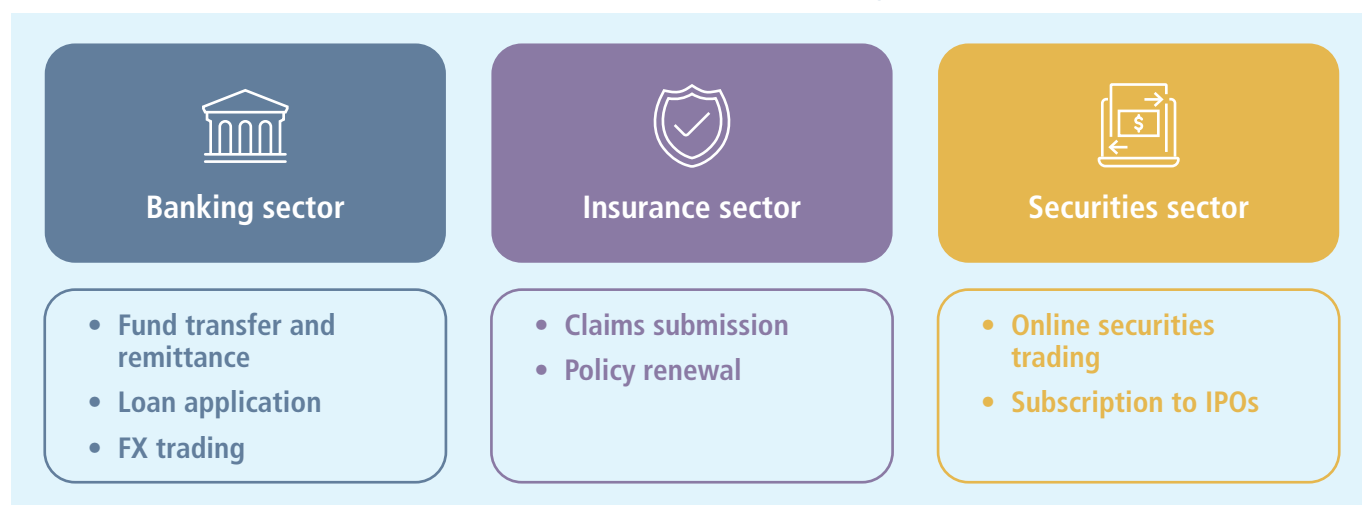 $
Banking sector
Insurance sector
Securities sector
• Fund transfer and
remittance
• Loan application
• FX trading
• Claims submission
• Policy renewal
• Online securities
trading
• Subscription to IPOs